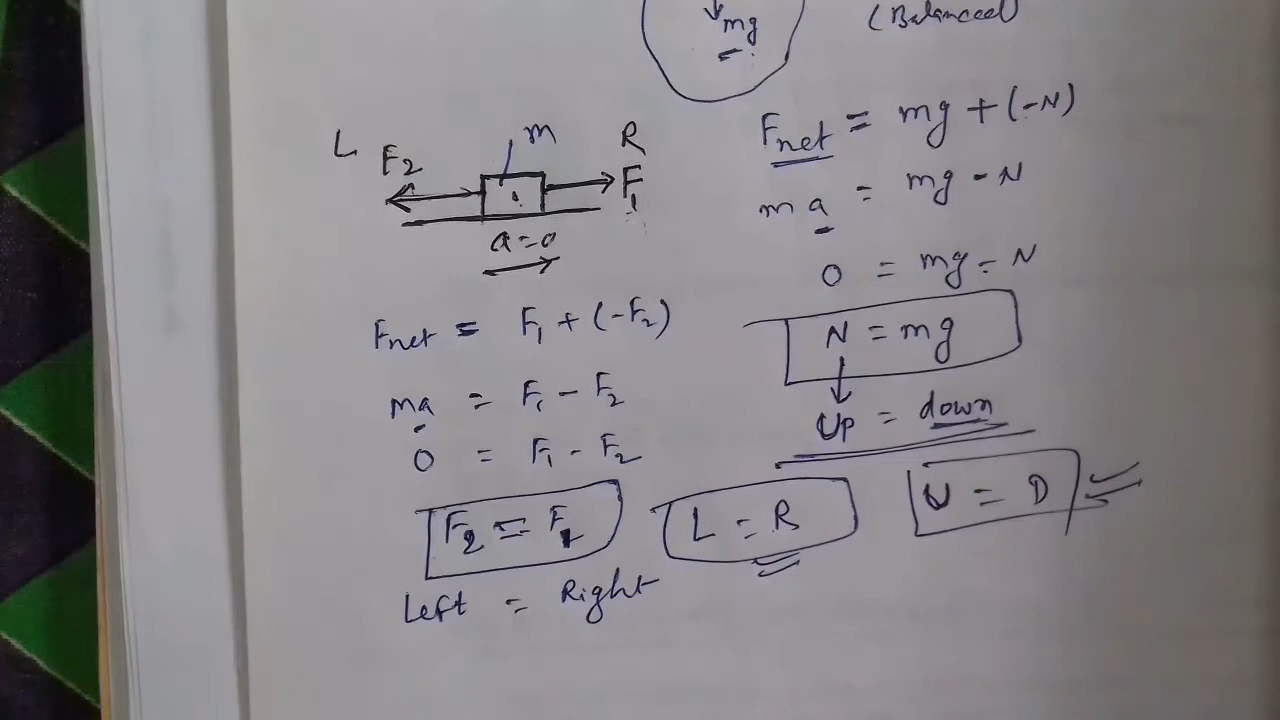 mg
(Balanced)
L
F2
m
R
F1
a=0
Fnet = F1 + (-F2)
ma = F1 - F2
0 = F1 - F2
F2 = F1
Left = Right
L = R
Fnet = mg + (-N)
ma = mg - N
0 = mg - N
N = mg
Up = down
U = D